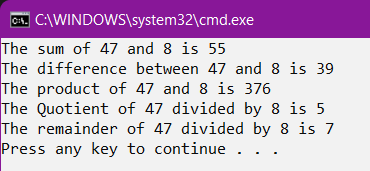 C:\WINDOWS\system32\cmd.exe
The sum of 47 and 8 is 55
The difference between 47 and 8 is 39
The product of 47 and 8 is 376
The Quotient of 47 divided by 8 is 5
The remainder of 47 divided by 8 is 7
Press any key to continue . . .